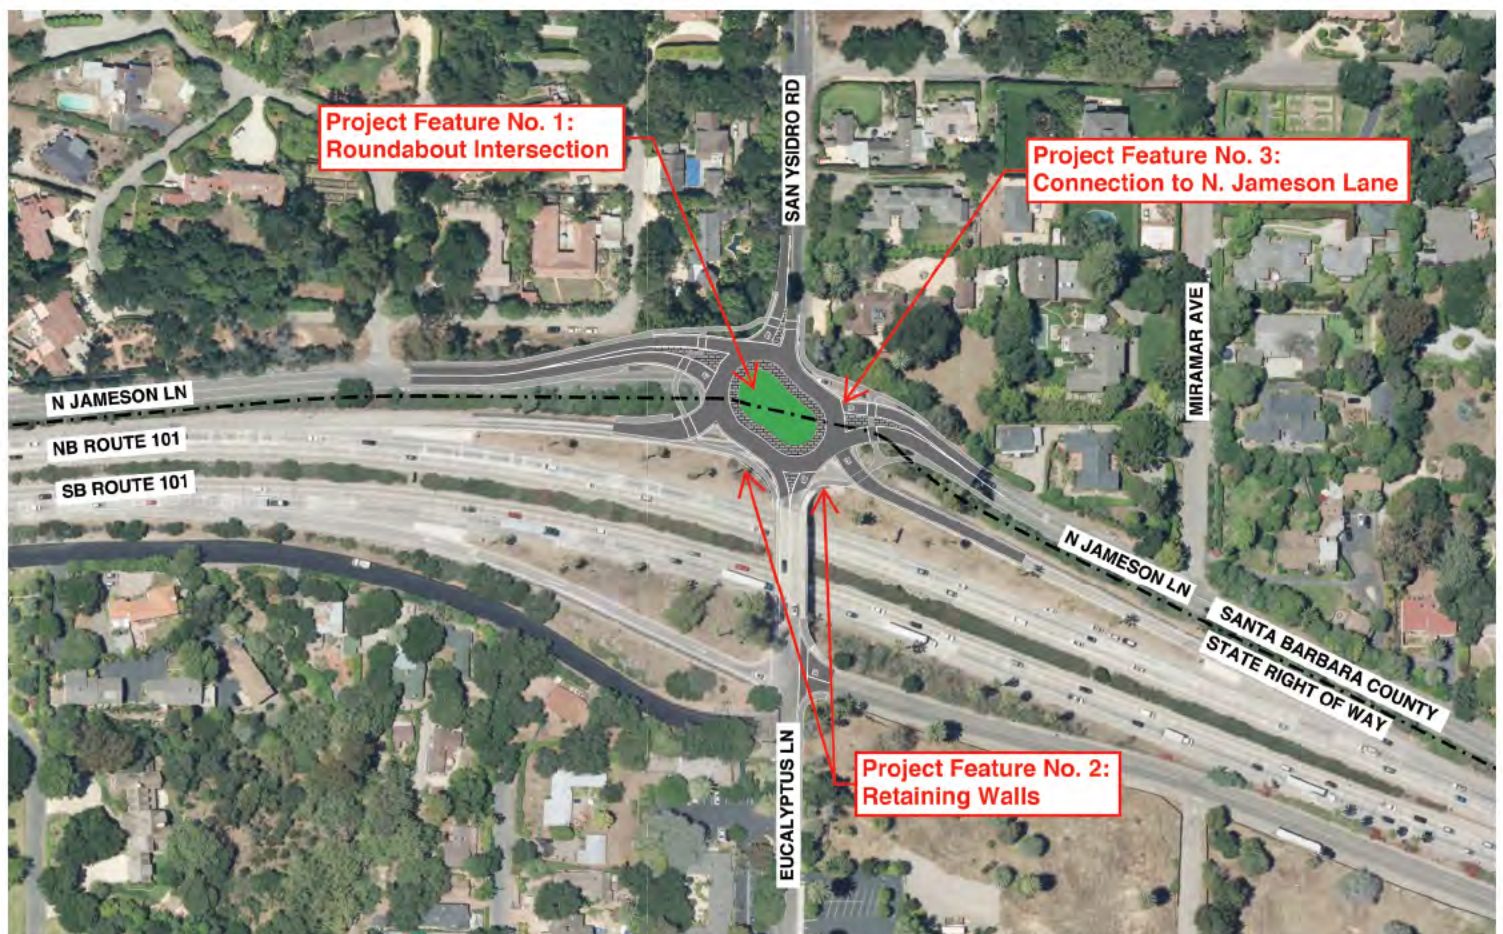 SAN YSIDRO RD
Project Feature No. 1:
Roundabout Intersection
Project Feature No. 3:
Connection to N. Jameson Lane
MIRAMAR AVE
N JAMESON LN
NB ROUTE 101
SB ROUTE 101
N JAMESON LN
SANTA BARBARA COUNTY
STATE RIGHT OF WAY
EUCALYPTUS LN
Project Feature No. 2:
Retaining Walls